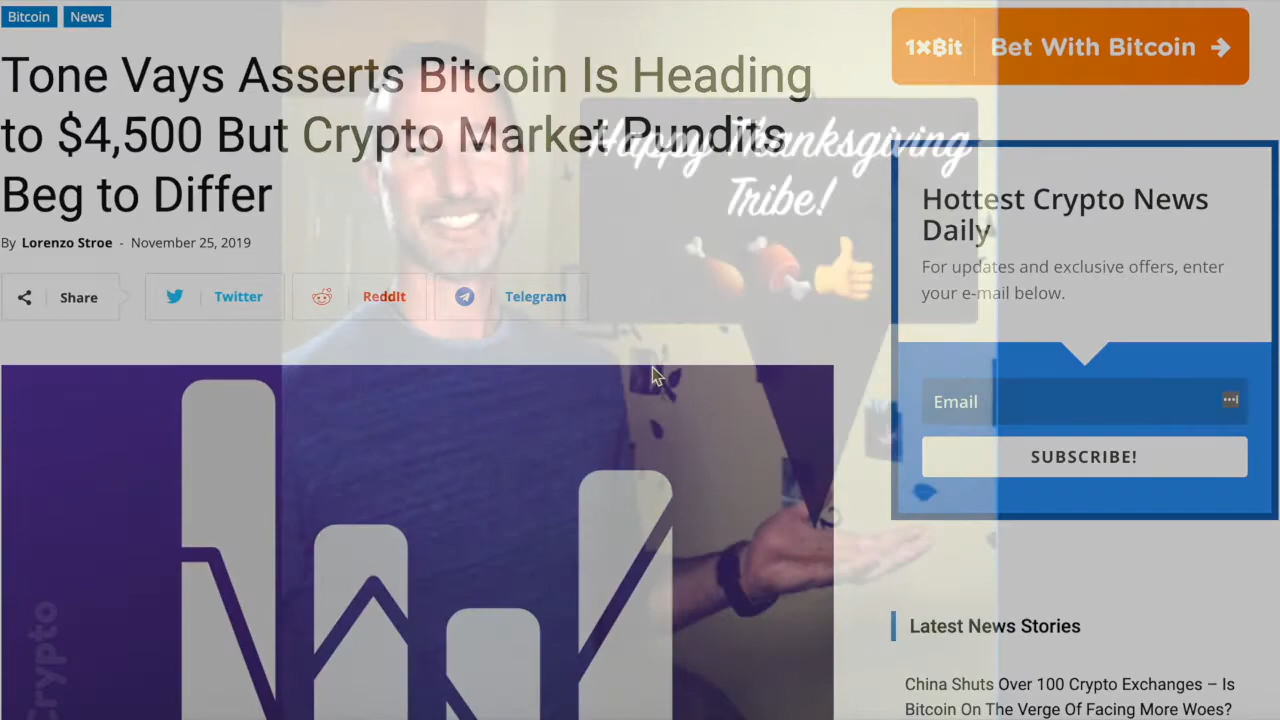 Bitcoin News
Tone Vays Asserts Bitcoin Is Heading
to $4,500 But Crypto Market Pundits
Beg to Differ
By Lorenzo Stroe - November 25, 2019
Share Twitter ReddIt Telegram
Happy Thanksgiving
Tribe!
1xBit Bet With Bitcoin
Hottest Crypto News
Daily
For updates and exclusive offers, enter
your e-mail below.
Email
SUBSCRIBE!
Latest News Stories
China Shuts Over 100 Crypto Exchanges – Is
Bitcoin On The Verge Of Facing More Woes?
Crypto